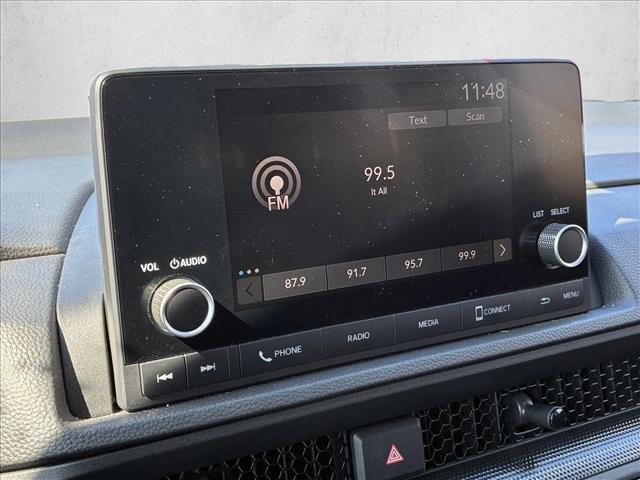 11:48
Text Scan
99.5
It All
FM
LIST SELECT
VOL AUDIO
87.9 91.7 95.7 99.9
PHONE RADIO MEDIA CONNECT MENU